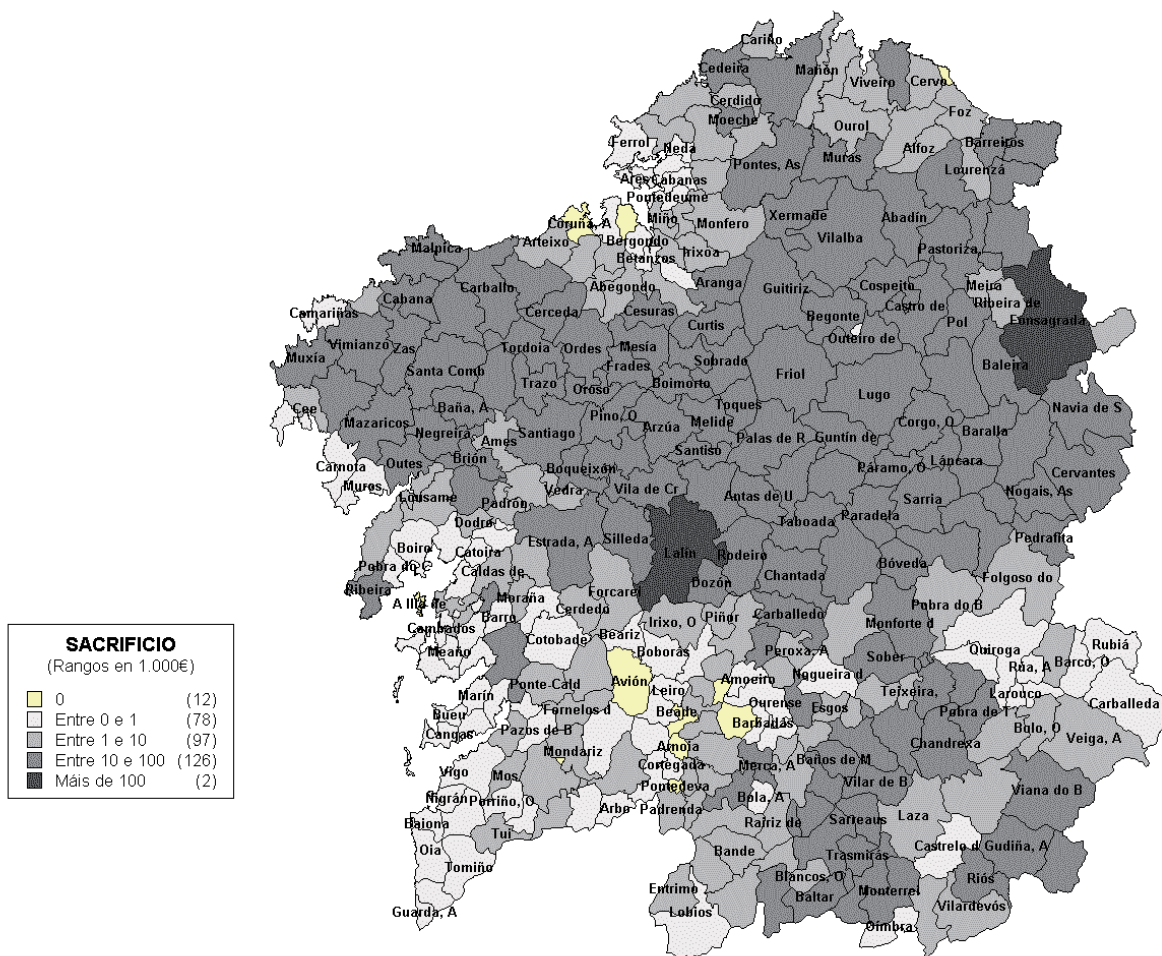 Cariño
Cedeira
Mañón
Viveiro
Cervo
Cerdido
Moeche
Foz
Ourol
Ferrol
Neda
Alfoz
Barreiros
Muras
Pontes, As
Lourenzá
Ares
Cabanas
Pontedeume
Coruña, A
Miño
Monfero
Xermade
Abadín
Arteixo
Bergondo
Vilalba
Malpica
Betanzos
Irixoa
Pastoriza,
Abegondo
Aranga
Guitiriz
Cospeito
Meira
Carballo
Cabana
Ribeira de
Camariñas
Cerceda
Cesuras
Begonte
Castro de
Pol
Fonsagrada
Curtis
Outeiro de
Vimianzo
Zas
Tordoia
Ordes
Mesía
Muxía
Sobrado
Baleira
Santa Comb
Frades
Friol
Trazo
Oroso
Boimorto
Lugo
Cee
Baña, A
Toques
Navia de S
Mazaricos
Pino, O
Arzúa
Melide
Corgo, O
Negreira
Ames
Santiago
Palas de R
Guntín de
Baralla
Santiso
Outes
Brión
Boqueixón
Páramo, O
Láncara
Cervantes
Carnota
Muros
Vedra
Vila de Cr
Antas de U
Sarria
Nogais, As
Lousame
Padrón
Taboada
Paradela
Dodro
Estrada, A
Silleda
Pedrafita
Boiro
Catoira
Lalín
Rodeiro
Bóveda
Pobra do C
Caldas de
Chantada
Folgoso do
Ribeira
Dozón
A Illa de
Moraña
Forcarei
Pobra do B
Barro
Cerdedo
Irixo, O
Piñor
Carballedo
Cambados
Monforte d
Meaño
Cotobade
Beáriz
Boborás
Peroxa, A
Sober
Quiroga
Rubiá
Rúa, A
Barco, O
Avión
Amoeiro
Nogueira d
Ponte-Cald
Leiro
Teixeira,
Larouco
Marín
Ourense
Esgos
Carballeda
Bueu
Fornelos d
Beade
Barbadás
Pobra de T
Bolo, O
Cangas
Pazos de B
Veiga, A
Mondariz
Arnoia
Chandrexa
Cortegada
Merca, A
Baños de M
Vigo
Mos
Vilar de B
Viana do B
Nigrán
Porriño, O
Pontedeva
Bola, A
Arbo
Padrenda
Baiona
Rairiz de
Sarreaus
Laza
Tui
Oia
Bande
Trasmirás
Castrelo d
Gudiña, A
Tomiño
Blancos, O
Riós
Entrimo
Baltar
Monterrei
Vilardevós
Guarda, A
Lobios
Oímbra
SACRIFICIO
(Rangos en 1.000€)
0 (12)
Entre 0 e 1 (78)
Entre 1 e 10 (97)
Entre 10 e 100 (126)
Máis de 100 (2)